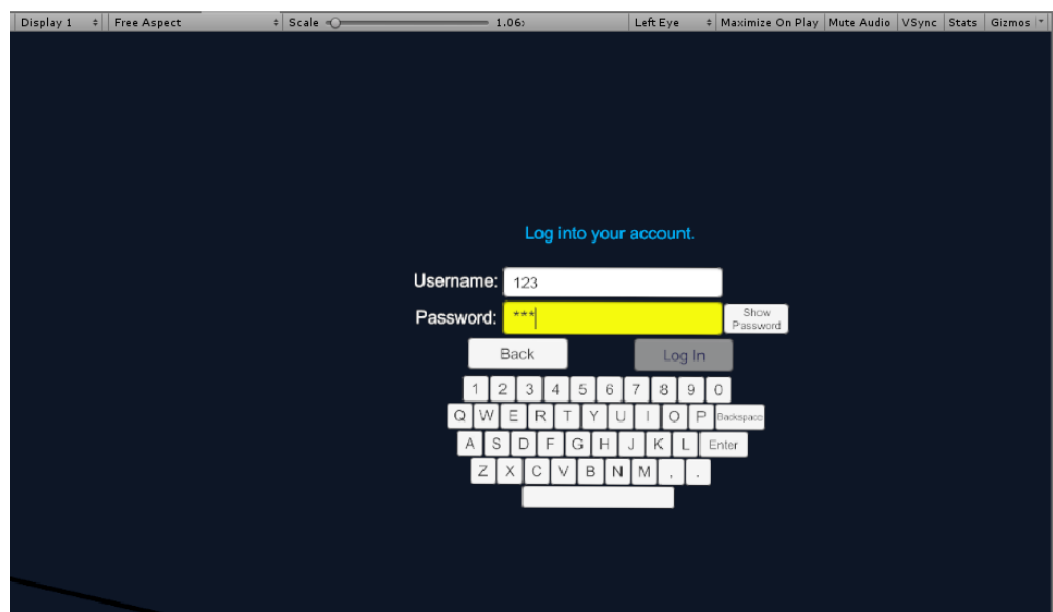 Display 1 Free Aspect Scale 1.06x Left Eye Maximize On Play Mute Audio VSync Stats Gizmos
Log into your account.
Username: 123
Password: ***
Show
Password
Back Log In
1 2 3 4 5 6 7 8 9 0
Q W E R T Y U I O P Backspace
A S D F G H J K L Enter
Z X C V B N M , .